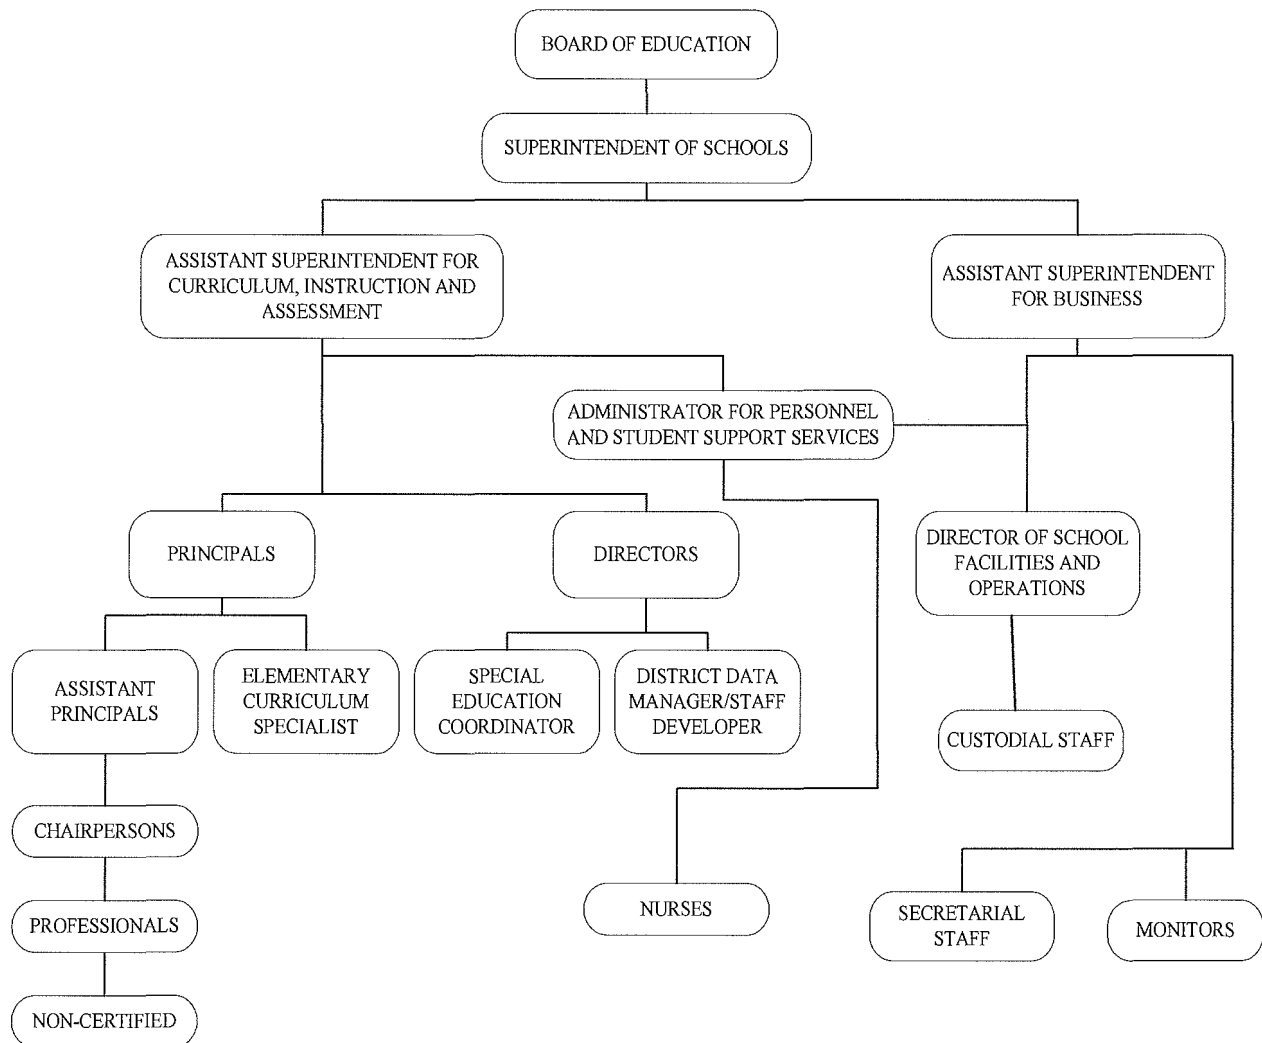 BOARD OF EDUCATION
SUPERINTENDENT OF SCHOOLS
ASSISTANT SUPERINTENDENT FOR
CURRICULUM, INSTRUCTION AND
ASSESSMENT
ASSISTANT SUPERINTENDENT
FOR BUSINESS
ADMINISTRATOR FOR PERSONNEL
AND STUDENT SUPPORT SERVICES
PRINCIPALS
DIRECTORS
DIRECTOR OF SCHOOL
FACILITIES AND
OPERATIONS
ASSISTANT
PRINCIPALS
ELEMENTARY
CURRICULUM
SPECIALIST
SPECIAL
EDUCATION
COORDINATOR
DISTRICT DATA
MANAGER/STAFF
DEVELOPER
CUSTODIAL STAFF
CHAIRPERSONS
NURSES
SECRETARIAL
STAFF
MONITORS
PROFESSIONALS
NON-CERTIFIED